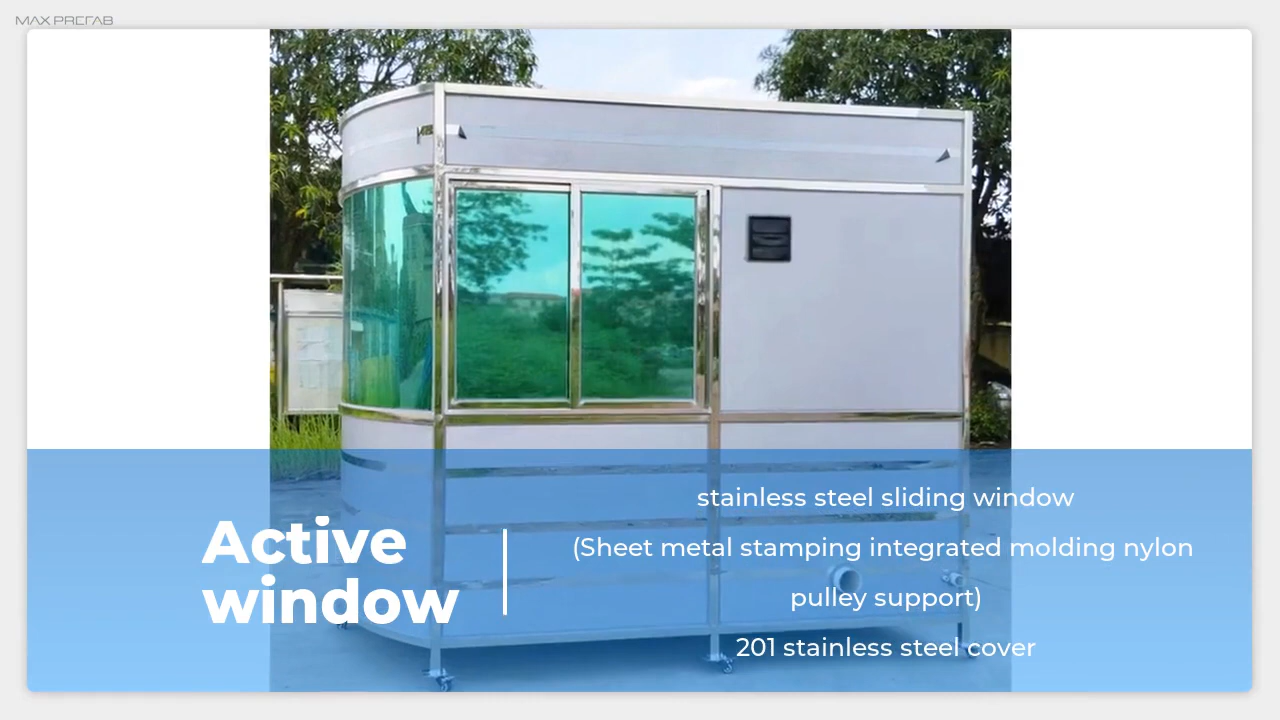 MAX PREFAB
Active
window
stainless steel sliding window
(Sheet metal stamping integrated molding nylon
pulley support)
201 stainless steel cover